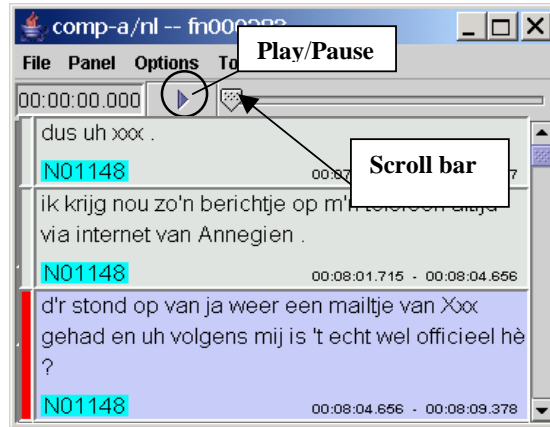 comp-a/nl -- fn000283
File Panel Options To
Play/Pause
00:00:00.000
dus uh xxx .
Scroll bar
N01148
ik krijg nou zo'n berichtje op m'n telefoon altijd
via internet van Annegien .
N01148 00:08:01.715 - 00:08:04.656
d'r stond op van ja weer een mailtje van Xxx
gehad en uh volgens mij is 't echt wel officieel hè
?
N01148 00:08:04.656 - 00:08:09.378